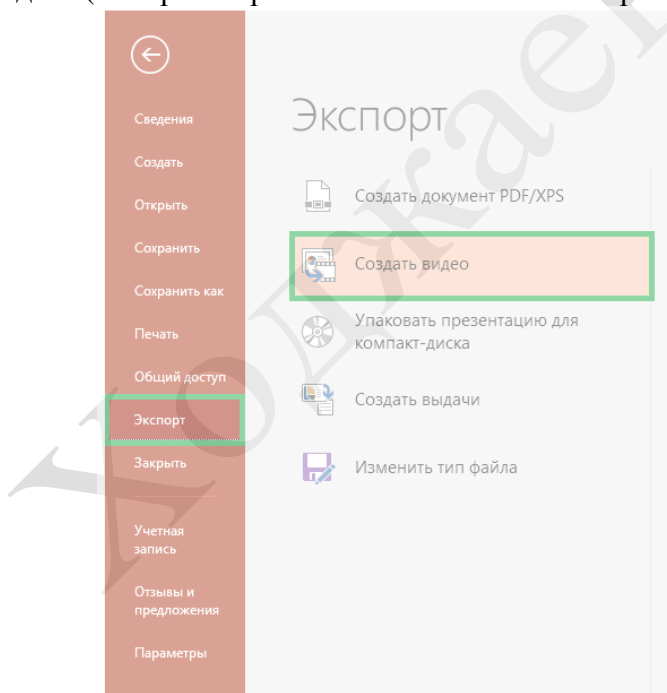 Экспорт
Сведения
Создать
Открыть
Сохранить
Сохранить как
Печать
Общий доступ
Экспорт
Закрыть
Учетная
запись
Отзывы и
предложения
Параметры
Создать документ PDF/XPS
Создать видео
Упаковать презентацию для
компакт-диска
Создать выдачи
Изменить тип файла